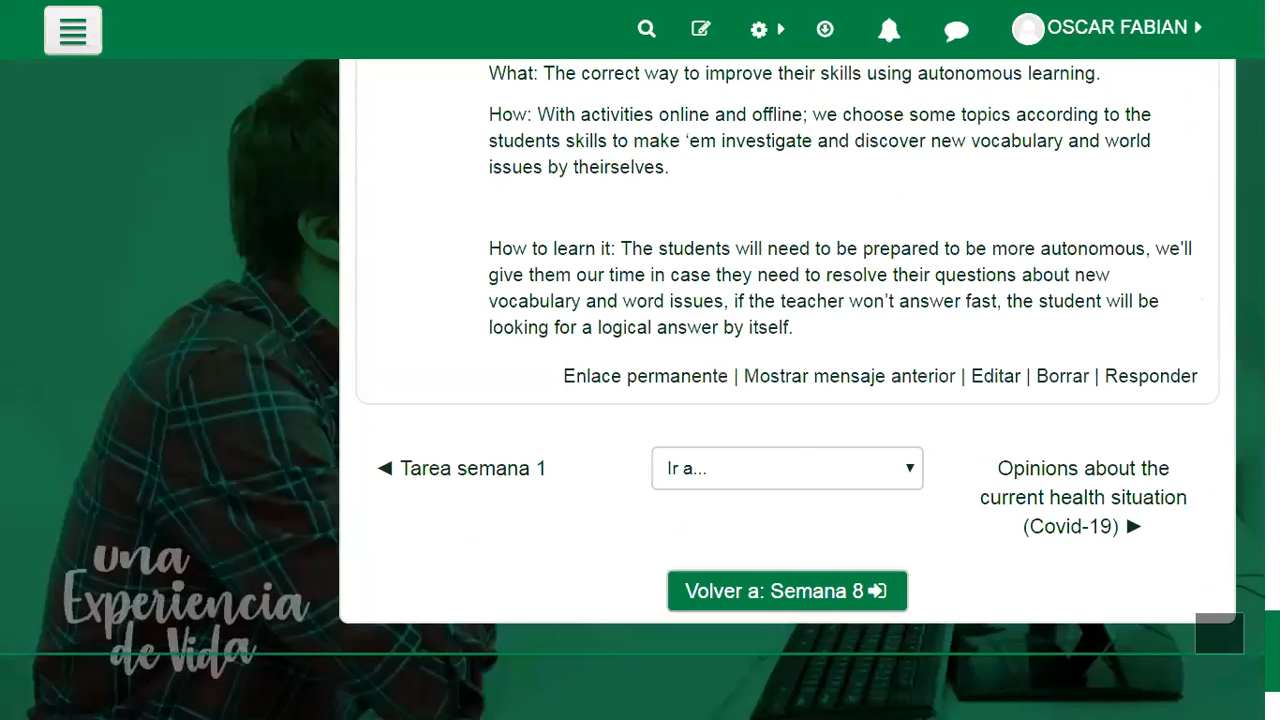 OSCAR FABIAN
What: The correct way to improve their skills using autonomous learning.
How: With activities online and offline; we choose some topics according to the
students skills to make ‘em investigate and discover new vocabulary and world
issues by theirselves.
How to learn it: The students will need to be prepared to be more autonomous, we'll
give them our time in case they need to resolve their questions about new
vocabulary and word issues, if the teacher won’t answer fast, the student will be
looking for a logical answer by itself.
Enlace permanente | Mostrar mensaje anterior | Editar | Borrar | Responder
◄ Tarea semana 1
Ir a...
Opinions about the
current health situation
(Covid-19) ►
Volver a: Semana 8
una
Experiencia
de Vida